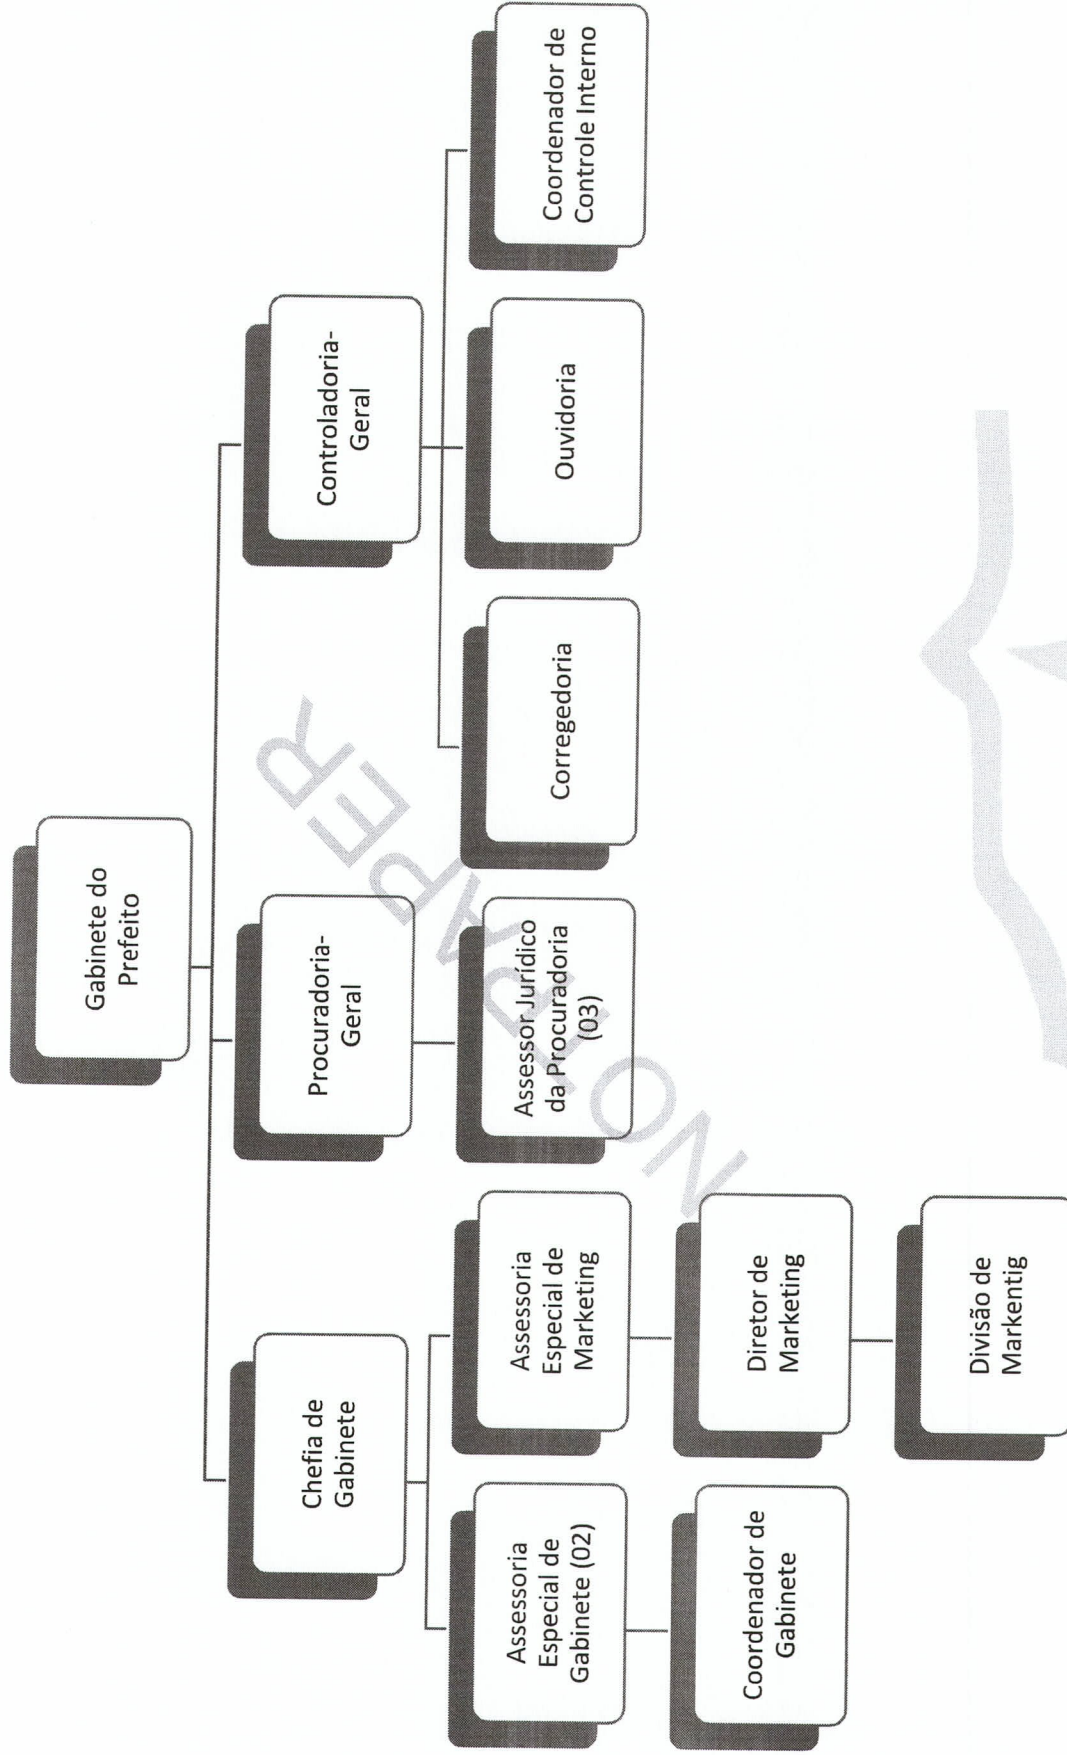 Gabinete do
Prefeito
Chefia de
Gabinete
Procuradoria-
Geral
Controladoria-
Geral
Assessoria
Especial de
Gabinete (02)
Assessoria
Especial de
Marketing
Assessor Jurídico
da Procuradoria
(03)
Corregedoria
Ouvidoria
Coordenador de
Controle Interno
Coordenador de
Gabinete
Diretor de
Marketing
Divisão de
Markentig
NOTPAPER